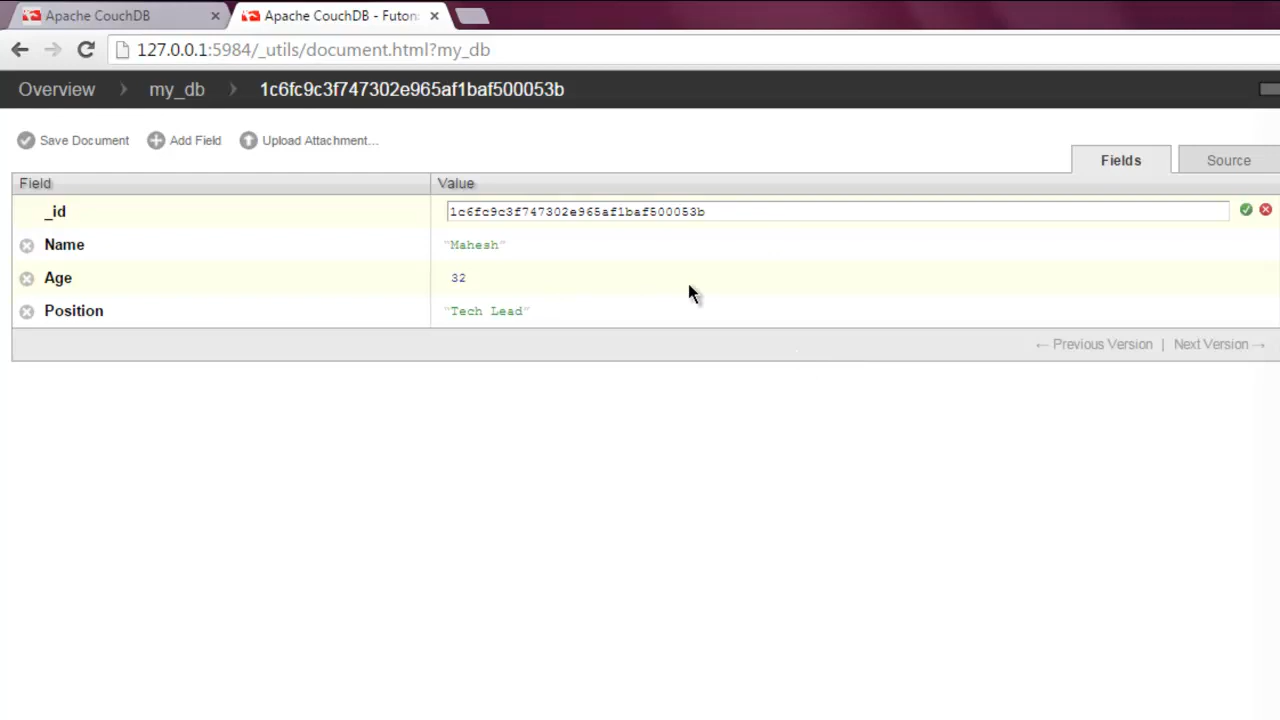 Apache CouchDB
Apache CouchDB - Futon:
127.0.0.1:5984/_utils/document.html?my_db
Overview my_db 1c6fc9c3f747302e965af1baf500053b
Save Document Add Field Upload Attachment...
Fields Source
Field Value
_id 1c6fc9c3f747302e965af1baf500053b
Name "Mahesh"
Age 32
Position "Tech Lead"
← Previous Version | Next Version →